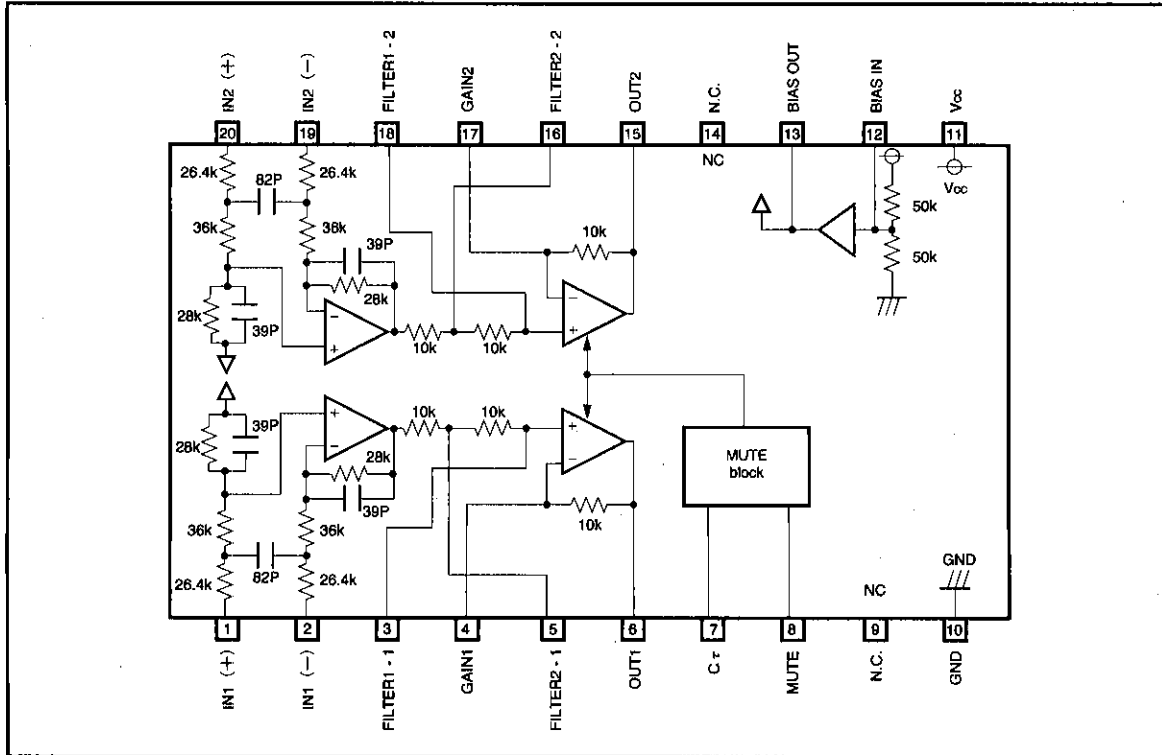 IN2 (+)
IN2 (−)
FILTER1 - 2
GAIN2
FILTER2 - 2
OUT2
N.C.
BIAS OUT
BIAS IN
Vcc
20
19
18
17
16
15
14
13
12
11
NC
Vcc
26.4k
82P
26.4k
36k
36k
39P
28k
28k
39P
10k
10k
10k
50k
50k
28k
39P
10k
10k
28k
39P
10k
36k
36k
82P
26.4k
26.4k
MUTE
block
NC
GND
1
2
3
4
5
6
7
8
9
10
IN1 (+)
IN1 (−)
FILTER1 - 1
GAIN1
FILTER2 - 1
OUT1
C τ
MUTE
N.C.
GND